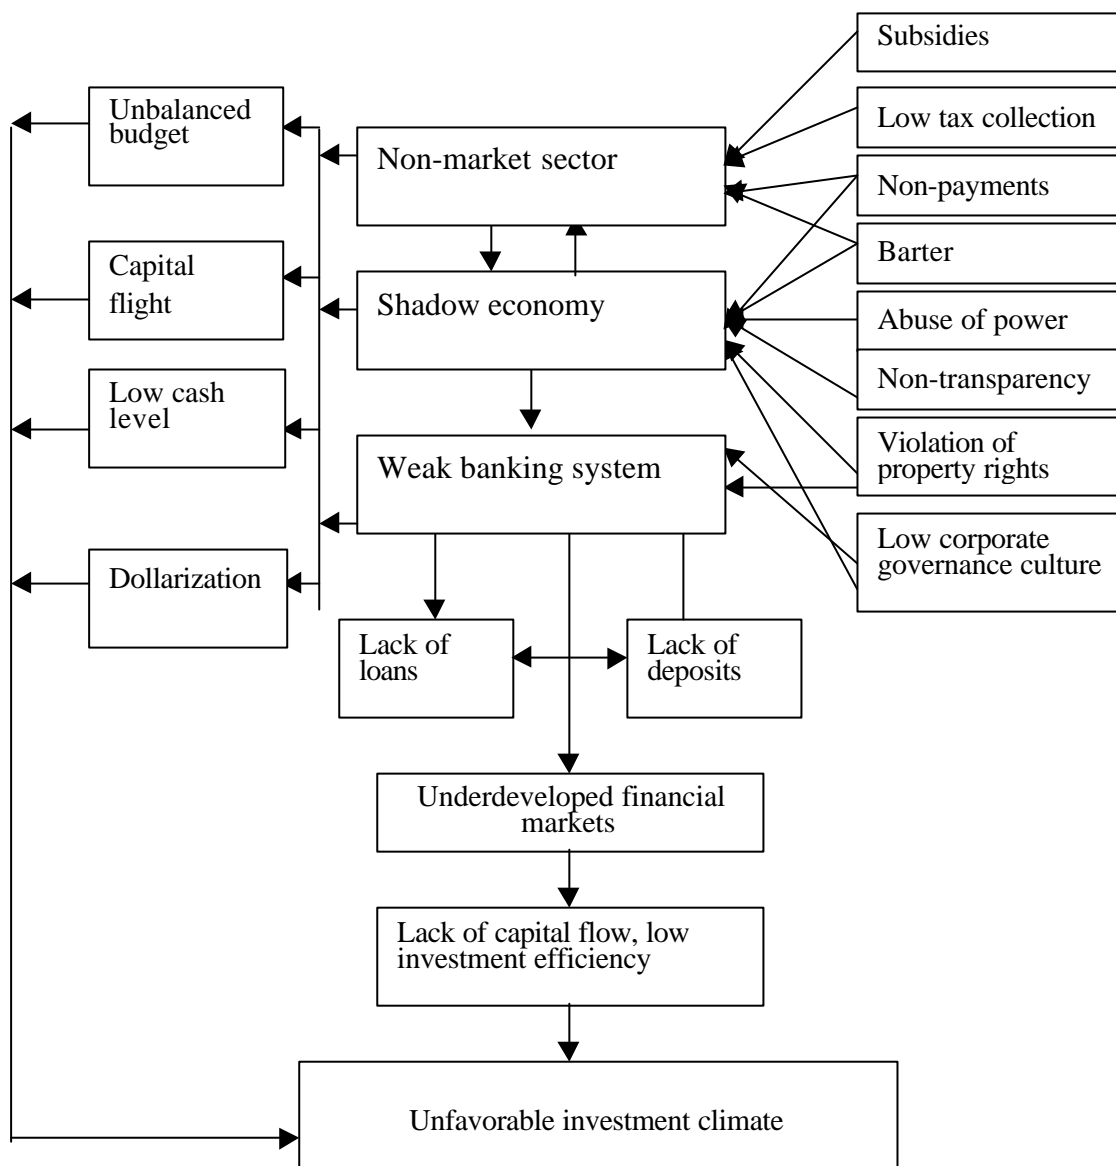 Subsidies
Unbalanced
budget
Low tax collection
Non-market sector
Non-payments
Capital
flight
Barter
Shadow economy
Abuse of power
Non-transparency
Low cash
level
Violation of
property rights
Weak banking system
Low corporate
governance culture
Dollarization
Lack of
loans
Lack of
deposits
Underdeveloped financial
markets
Lack of capital flow, low
investment efficiency
Unfavorable investment climate